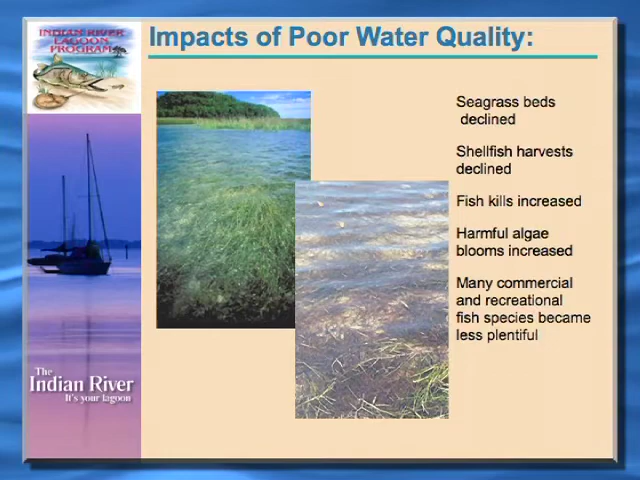 INDIAN RIVER
LAGOON
PROGRAM
Impacts of Poor Water Quality:
Seagrass beds
declined
Shellfish harvests
declined
Fish kills increased
Harmful algae
blooms increased
Many commercial
and recreational
fish species became
less plentiful
The
Indian River
It's your lagoon